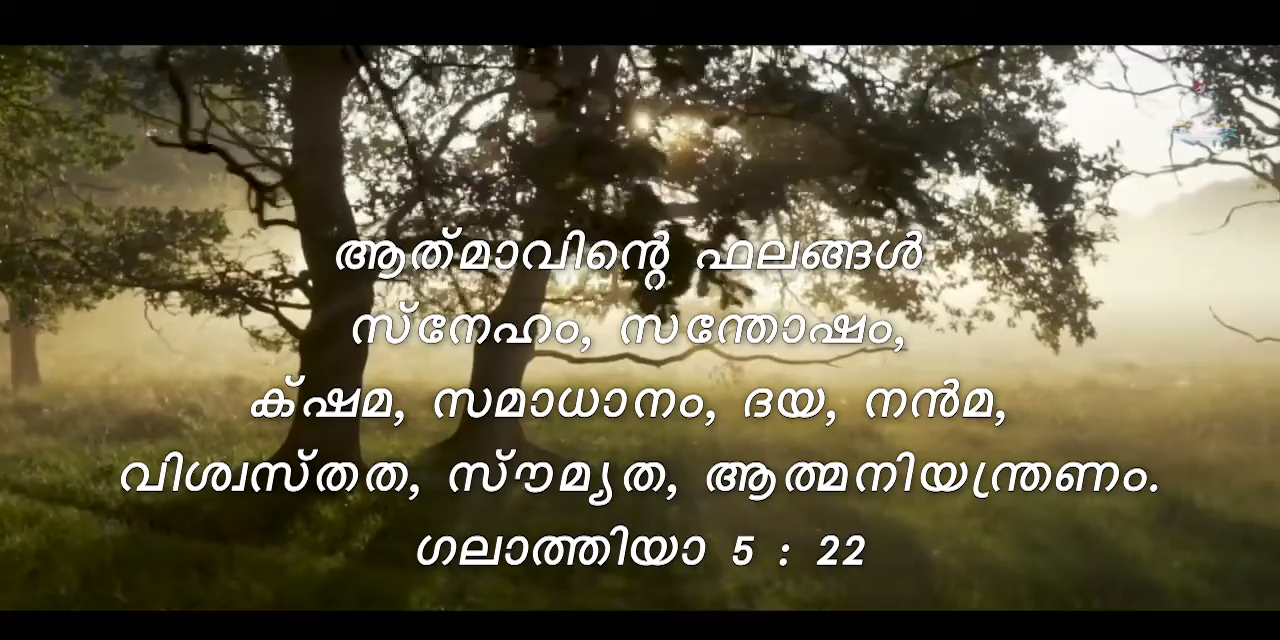 ആത്‌മാവിന്റെ ഫലങ്ങൾ
സ്‌നേഹം, സന്തോഷം,
ക്‌ഷമ, സമാധാനം, ദയ, നൻമ,
വിശ്വസ്‌തത, സ്ൗമ്യത, ആത്മനിയന്ത്രണം.
ഗലാത്തിയാ 5 : 22